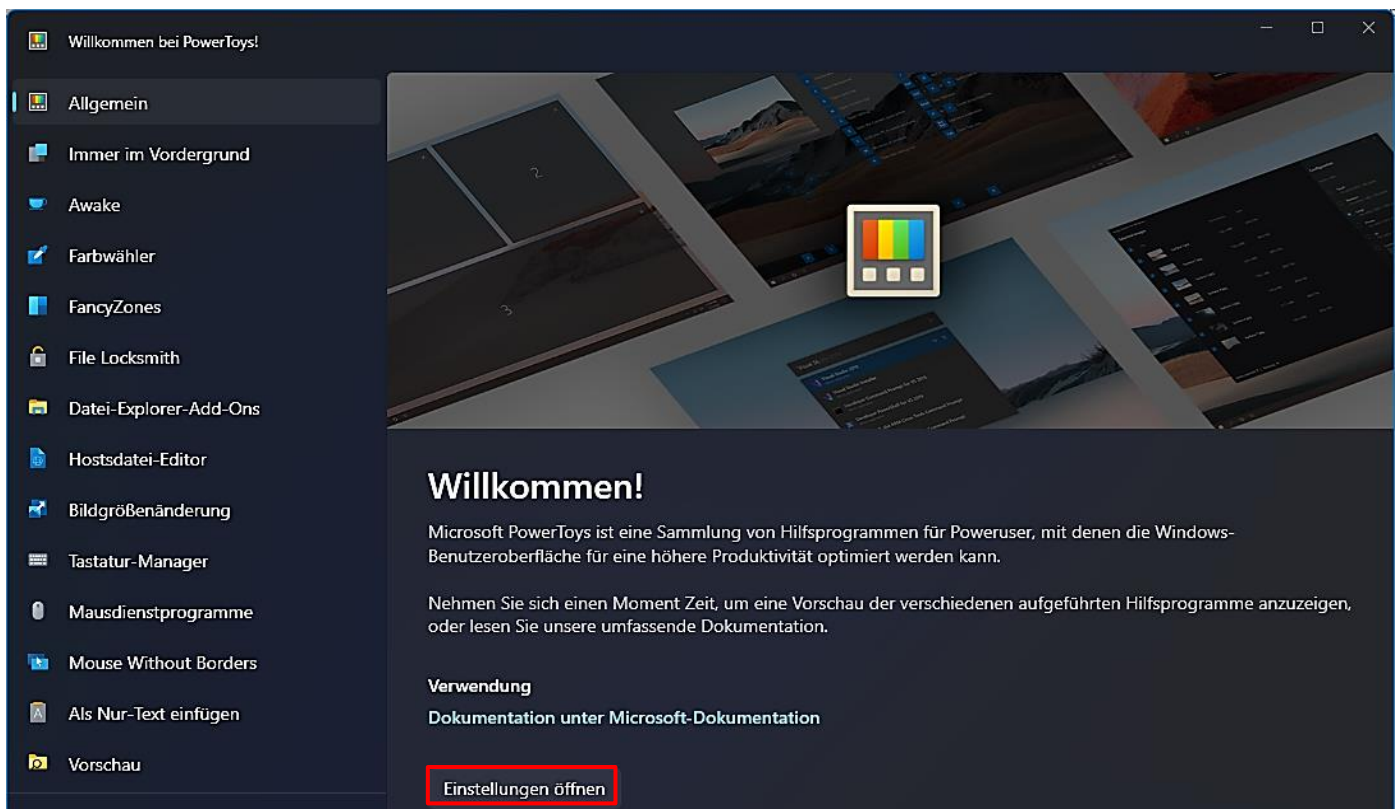 Willkommen bei PowerToys!
Allgemein
Immer im Vordergrund
Awake
Farbwähler
FancyZones
File Locksmith
Datei-Explorer-Add-Ons
Hostsdatei-Editor
Bildgrößenänderung
Tastatur-Manager
Mausdienstprogramme
Mouse Without Borders
Als Nur-Text einfügen
Vorschau
2
3
Willkommen!
Microsoft PowerToys ist eine Sammlung von Hilfsprogrammen für Poweruser, mit denen die Windows-
Benutzeroberfläche für eine höhere Produktivität optimiert werden kann.
Nehmen Sie sich einen Moment Zeit, um eine Vorschau der verschiedenen aufgeführten Hilfsprogramme anzuzeigen,
oder lesen Sie unsere umfassende Dokumentation.
Verwendung
Dokumentation unter Microsoft-Dokumentation
Einstellungen öffnen